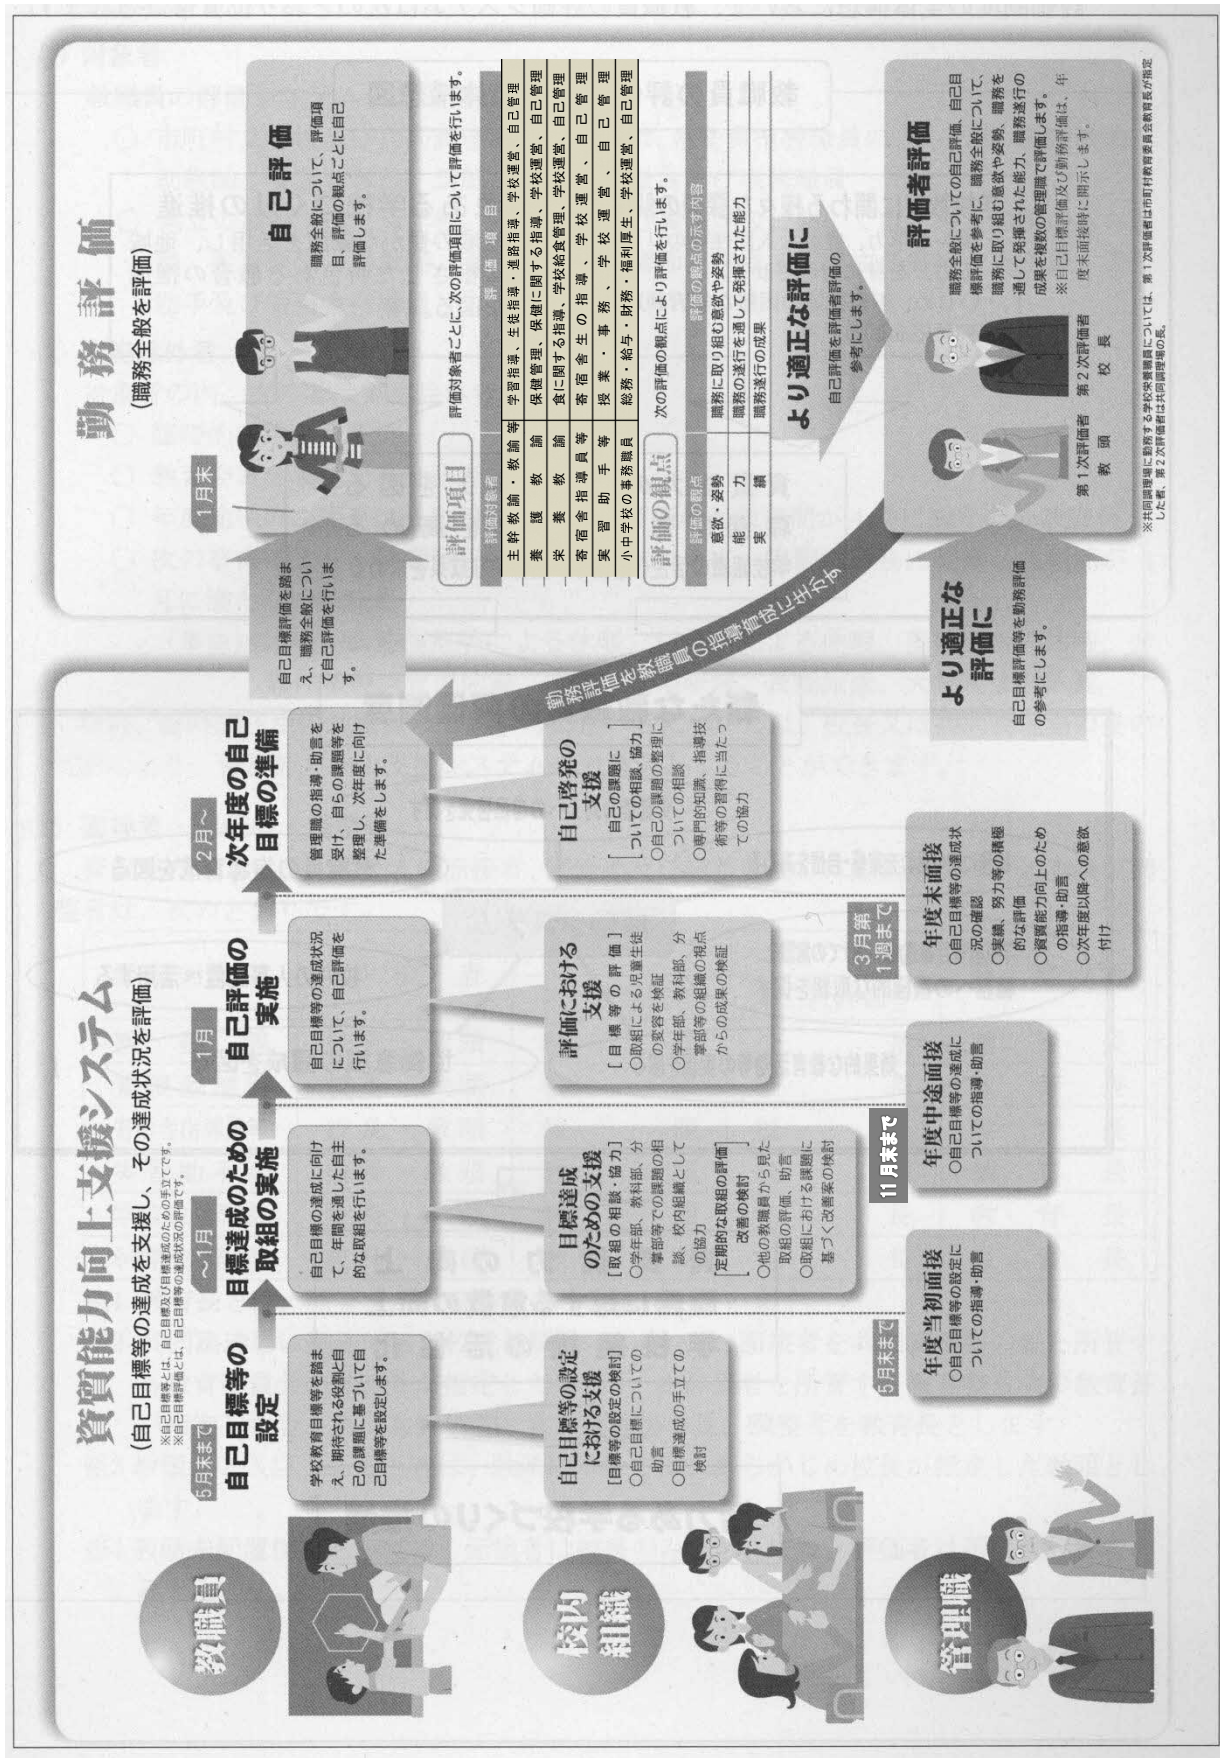 資質能力向上支援システム
(自己目標等の達成を支援し、その達成状況を評価)
※自己目標等とは、自己目標及び目標達成のための手立てです。
※自己目標評価とは、自己目標等の達成状況の評価です。
教職員
5月末まで
自己目標等の
設定
学校教育目標等を踏ま
え、期待される役割と自
己の課題に基づいて自
己目標等を設定します。
～1月
目標達成のための
取組の実施
自己目標の達成に向け
て、年間を通した自主
的な取組を行います。
1月
自己評価の
実施
自己目標等の達成状況
について、自己評価を
行います。
2月～
次年度の自己
目標の準備
管理職の指導・助言を
受け、自らの課題等を
整理し、次年度に向け
た準備をします。
校内
組織
自己目標等の設定
における支援
[目標等の設定の検討]
○自己目標についての
助言
○目標達成の手立ての
検討
目標達成
のための支援
[取組の相談・協力]
○学年部、教科部、分
掌部等での課題の相
談、校内組織として
の協力
[定期的な取組の評価
改善の検討]
○他の教職員から見た
取組の評価、助言
○取組における課題に
基づく改善案の検討
評価における
支援
[目標等の評価]
○取組による児童生徒
の変容を検証
○学年部、教科部、分
掌部等の組織の視点
からの成果の検証
自己啓発の
支援
[自己の課題に
ついての相談、協力]
○自己の課題の整理に
ついての相談
○専門的知識、指導技
術等の習得に当たっ
ての協力
管理職
5月末まで
年度当初面接
○自己目標等の設定に
ついての指導・助言
11月末まで
年度中途面接
○自己目標等の達成に
ついての指導・助言
3月第
1週まで
年度末面接
○自己目標等の達成状
況の確認
○実績、努力等の積極
的な評価
○資質能力向上のため
の指導・助言
○次年度以降への意欲
付け
自己目標評価を踏ま
え、職務全般につい
て自己評価を行いま
す。
勤務評価を教職員の指導育成に生かす
より適正な
評価に
自己目標評価等を勤務評価
の参考にします。
勤務評価
(職務全般を評価)
1月末
自己評価
職務全般について、評価項
目、評価の観点ごとに自己
評価します。
評価項目
評価対象者ごとに、次の評価項目について評価を行います。
評価対象者 評価項目
主幹教諭・教諭等 学習指導、生徒指導・進路指導、学校運営、自己管理
養護教諭 保健管理、保健に関する指導、学校運営、自己管理
栄養教諭 食に関する指導、学校給食管理、学校運営、自己管理
寄宿舎指導員等 寄宿舎生の指導、学校運営、自己管理
実習助手等 授業・事務、学校運営、自己管理
小中学校の事務職員 総務・給与・財務・福利厚生、学校運営、自己管理
評価の観点
次の評価の観点により評価を行います。
評価の観点 評価の観点の示す内容
意欲・姿勢 職務に取り組む意欲や姿勢
能力 職務の遂行を通して発揮された能力
実績 職務遂行の成果
より適正な評価に
自己評価を評価者評価の
参考にします。
評価者評価
職務全般についての自己評価、自己目
標評価を参考に、職務全般について、
職務に取り組む意欲や姿勢、職務を
通して発揮された能力、職務遂行の
成果を複数の管理職で評価します。
※自己目標評価及び勤務評価は、年
度末面接時に開示します。
第1次評価者
教頭
第2次評価者
校長
※共同調理場に勤務する学校栄養職員については、第1次評価者は市町村教育委員会教育長が指定
した者、第2次評価者は共同調理場の長。